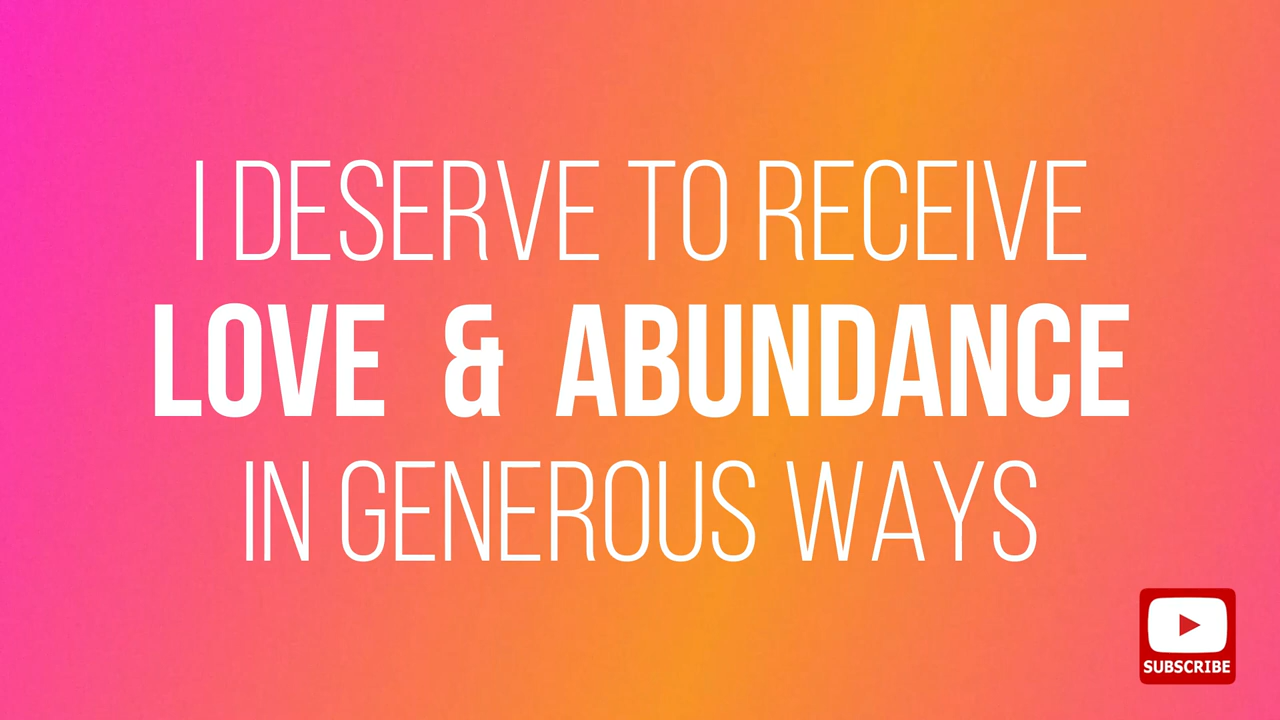 I DESERVE TO RECEIVE
LOVE & ABUNDANCE
IN GENEROUS WAYS
SUBSCRIBE